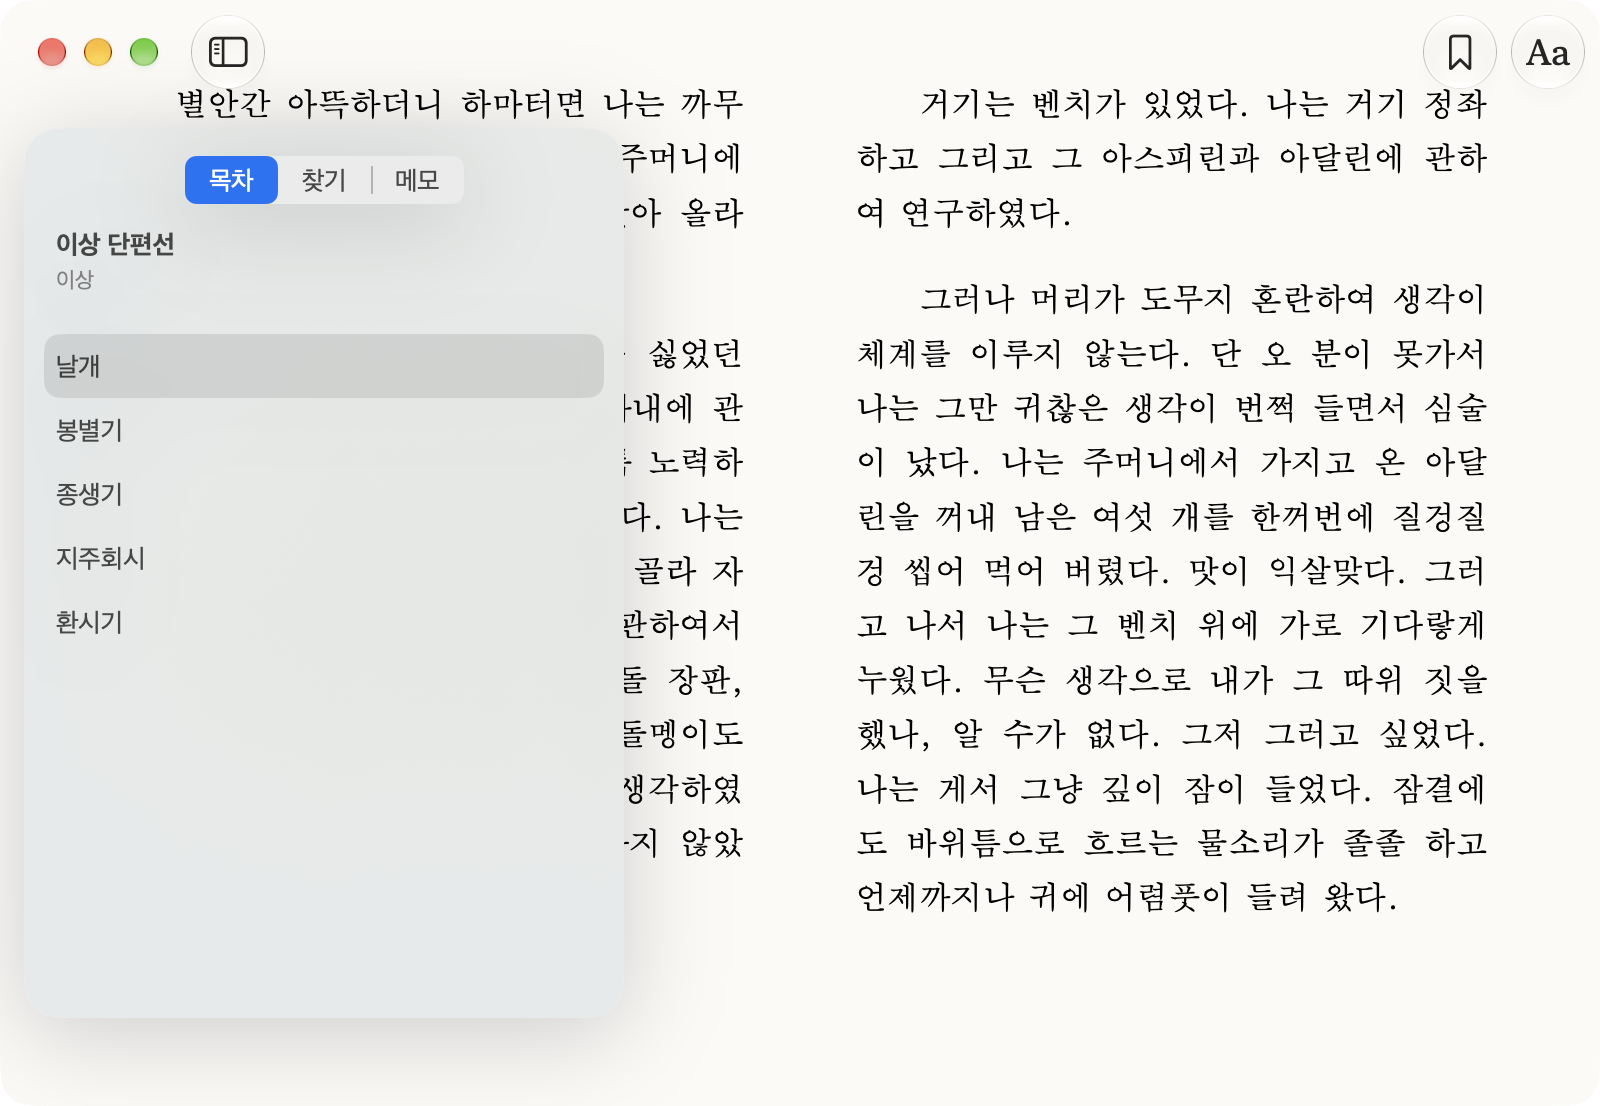 Aa
별안간 아뜩하더니 하마터면 나는 까무
주머니에
아 올라
싫었던
내에 관
노력하
다. 나는
골라 자
관하여서
돌 장판,
돌멩이도
생각하였
지 않았
목차
찾기
메모
이상 단편선
이상
날개
봉별기
종생기
지주회시
환시기
거기는 벤치가 있었다. 나는 거기 정좌
하고 그리고 그 아스피린과 아달린에 관하
여 연구하였다.
그러나 머리가 도무지 혼란하여 생각이
체계를 이루지 않는다. 단 오 분이 못가서
나는 그만 귀찮은 생각이 번쩍 들면서 심술
이 났다. 나는 주머니에서 가지고 온 아달
린을 꺼내 남은 여섯 개를 한꺼번에 질겅질
겅 씹어 먹어 버렸다. 맛이 익살맞다. 그러
고 나서 나는 그 벤치 위에 가로 기다랗게
누웠다. 무슨 생각으로 내가 그 따위 짓을
했나, 알 수가 없다. 그저 그러고 싶었다.
나는 게서 그냥 깊이 잠이 들었다. 잠결에
도 바위틈으로 흐르는 물소리가 졸졸 하고
언제까지나 귀에 어렴풋이 들려 왔다.